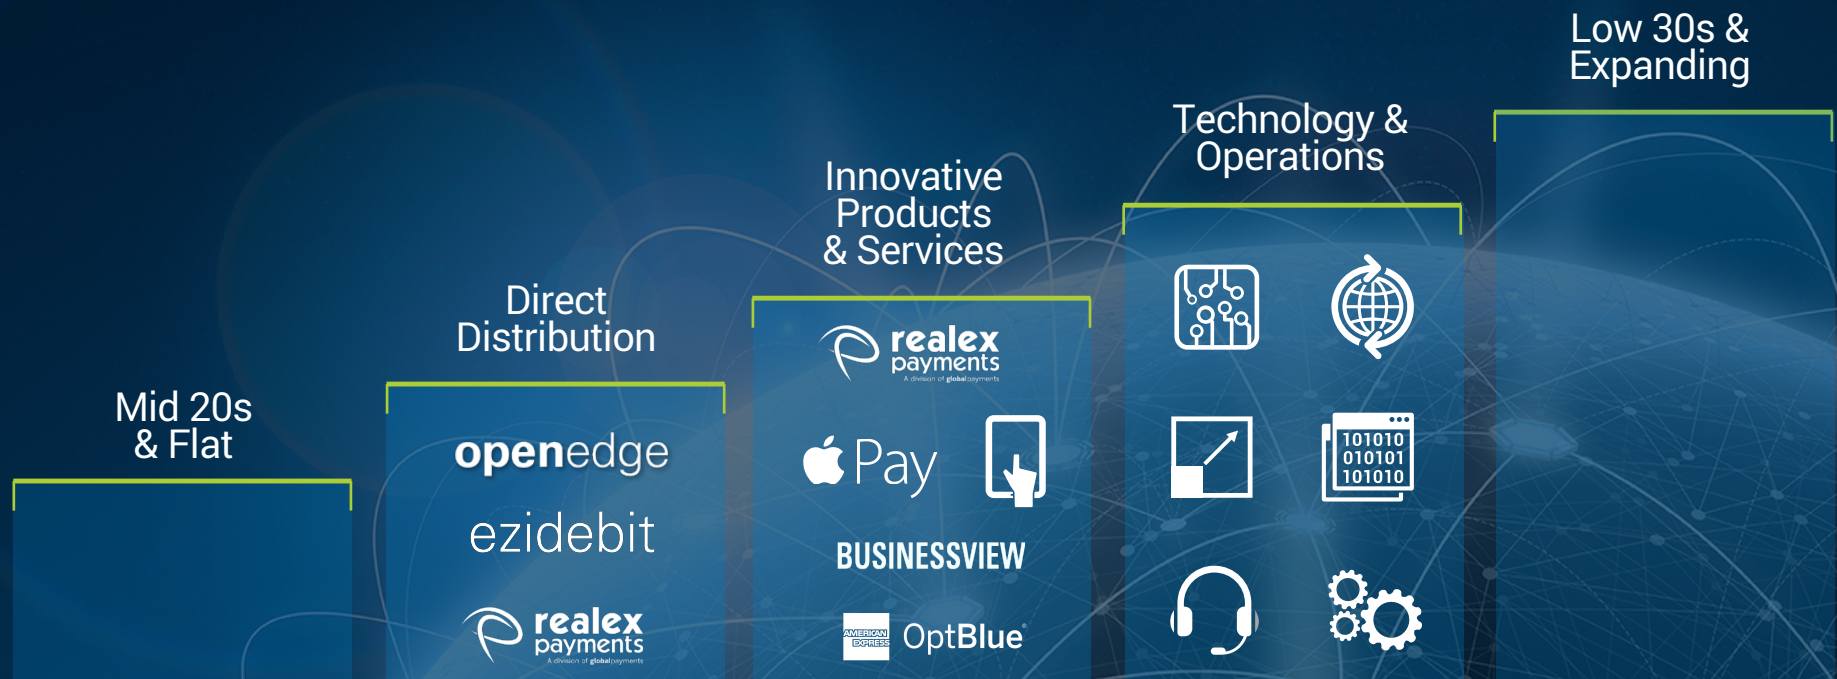 Mid 20s
& Flat
Direct
Distribution
openedge
ezidebit
realex
payments
A division of globalpayments
Innovative
Products
& Services
realex
payments
A division of globalpayments
Pay
BUSINESSVIEW
AMERICAN
EXPRESS
OptBlue®
Technology &
Operations
101010
010101
101010
Low 30s &
Expanding